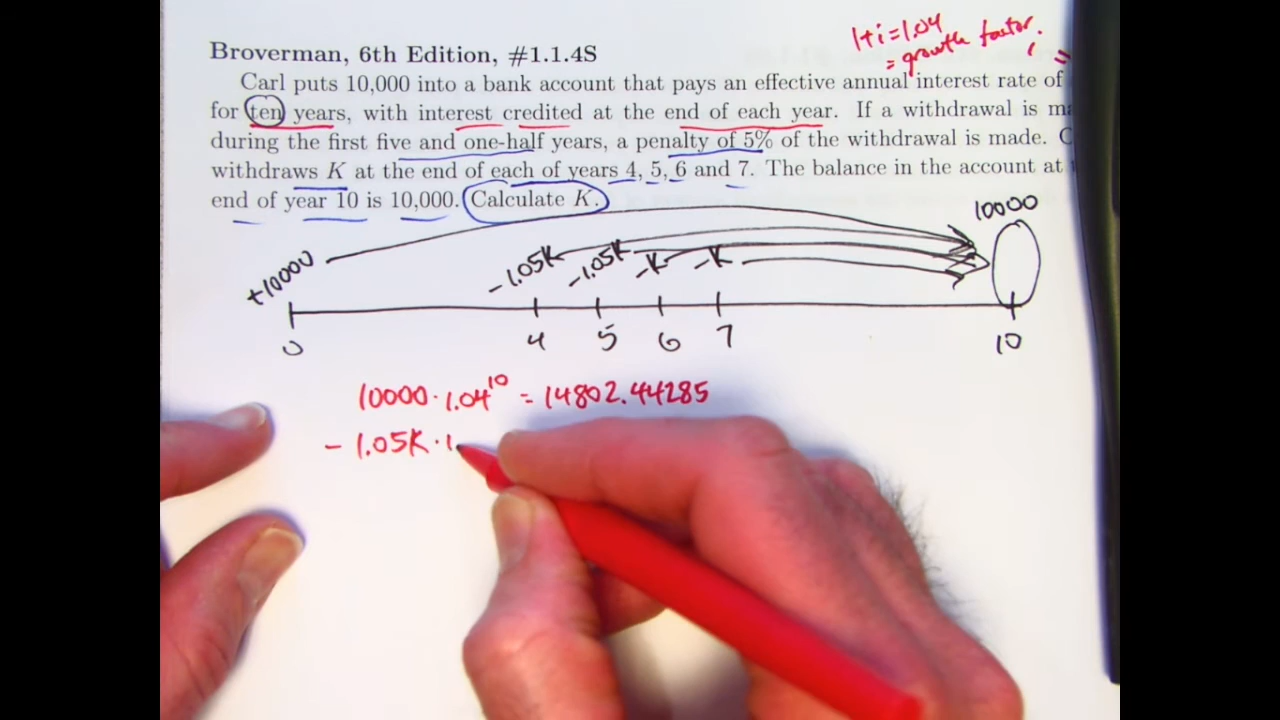 1+i=1.04
= growth factor.
Broverman, 6th Edition, #1.1.4S
Carl puts 10,000 into a bank account that pays an effective annual interest rate of
for ten years, with interest credited at the end of each year. If a withdrawal is
during the first five and one-half years, a penalty of 5% of the withdrawal is made.
withdraws K at the end of each of years 4, 5, 6 and 7. The balance in the account at
end of year 10 is 10,000. Calculate K.
+10000 -1.05K -1.05K -K -K 10000
0 4 5 6 7 10
10000·1.04^10 = 14802.44285
- 1.05K·1